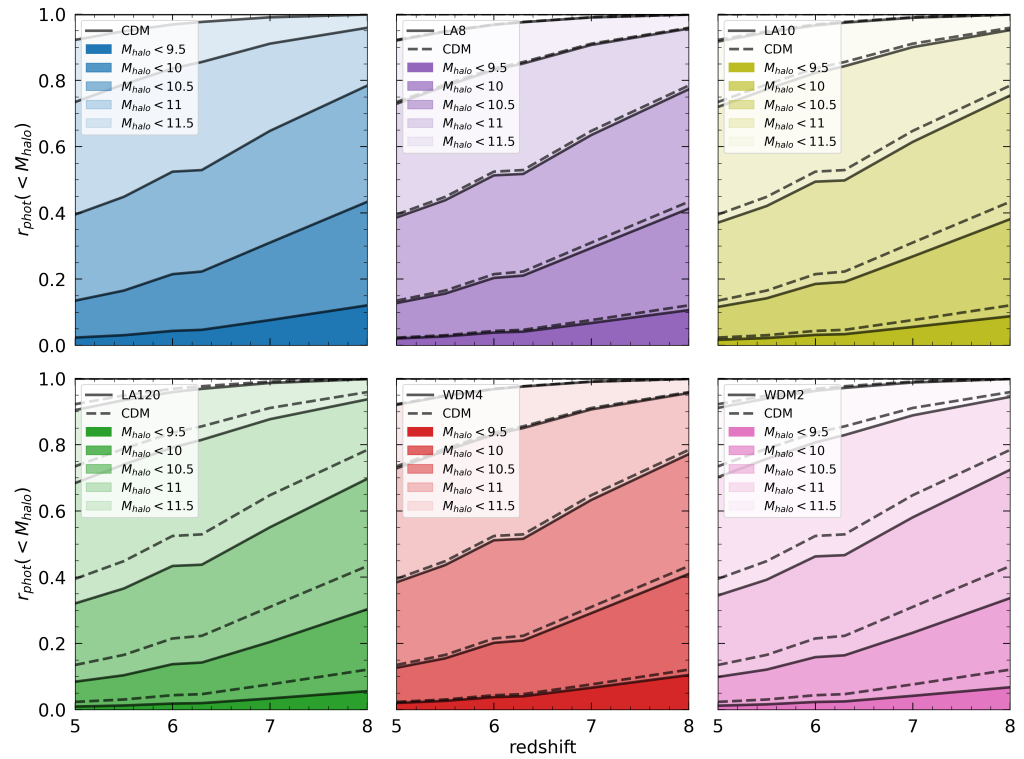 1.0
0.8
0.6
0.4
0.2
0.0
r_phot(< M_halo)
CDM
M_halo < 9.5
M_halo < 10
M_halo < 10.5
M_halo < 11
M_halo < 11.5
LA8
CDM
M_halo < 9.5
M_halo < 10
M_halo < 10.5
M_halo < 11
M_halo < 11.5
LA10
CDM
M_halo < 9.5
M_halo < 10
M_halo < 10.5
M_halo < 11
M_halo < 11.5
1.0
0.8
0.6
0.4
0.2
0.0
r_phot(< M_halo)
LA120
CDM
M_halo < 9.5
M_halo < 10
M_halo < 10.5
M_halo < 11
M_halo < 11.5
5 6 7 8
WDM4
CDM
M_halo < 9.5
M_halo < 10
M_halo < 10.5
M_halo < 11
M_halo < 11.5
5 6 7 8
WDM2
CDM
M_halo < 9.5
M_halo < 10
M_halo < 10.5
M_halo < 11
M_halo < 11.5
5 6 7 8
redshift